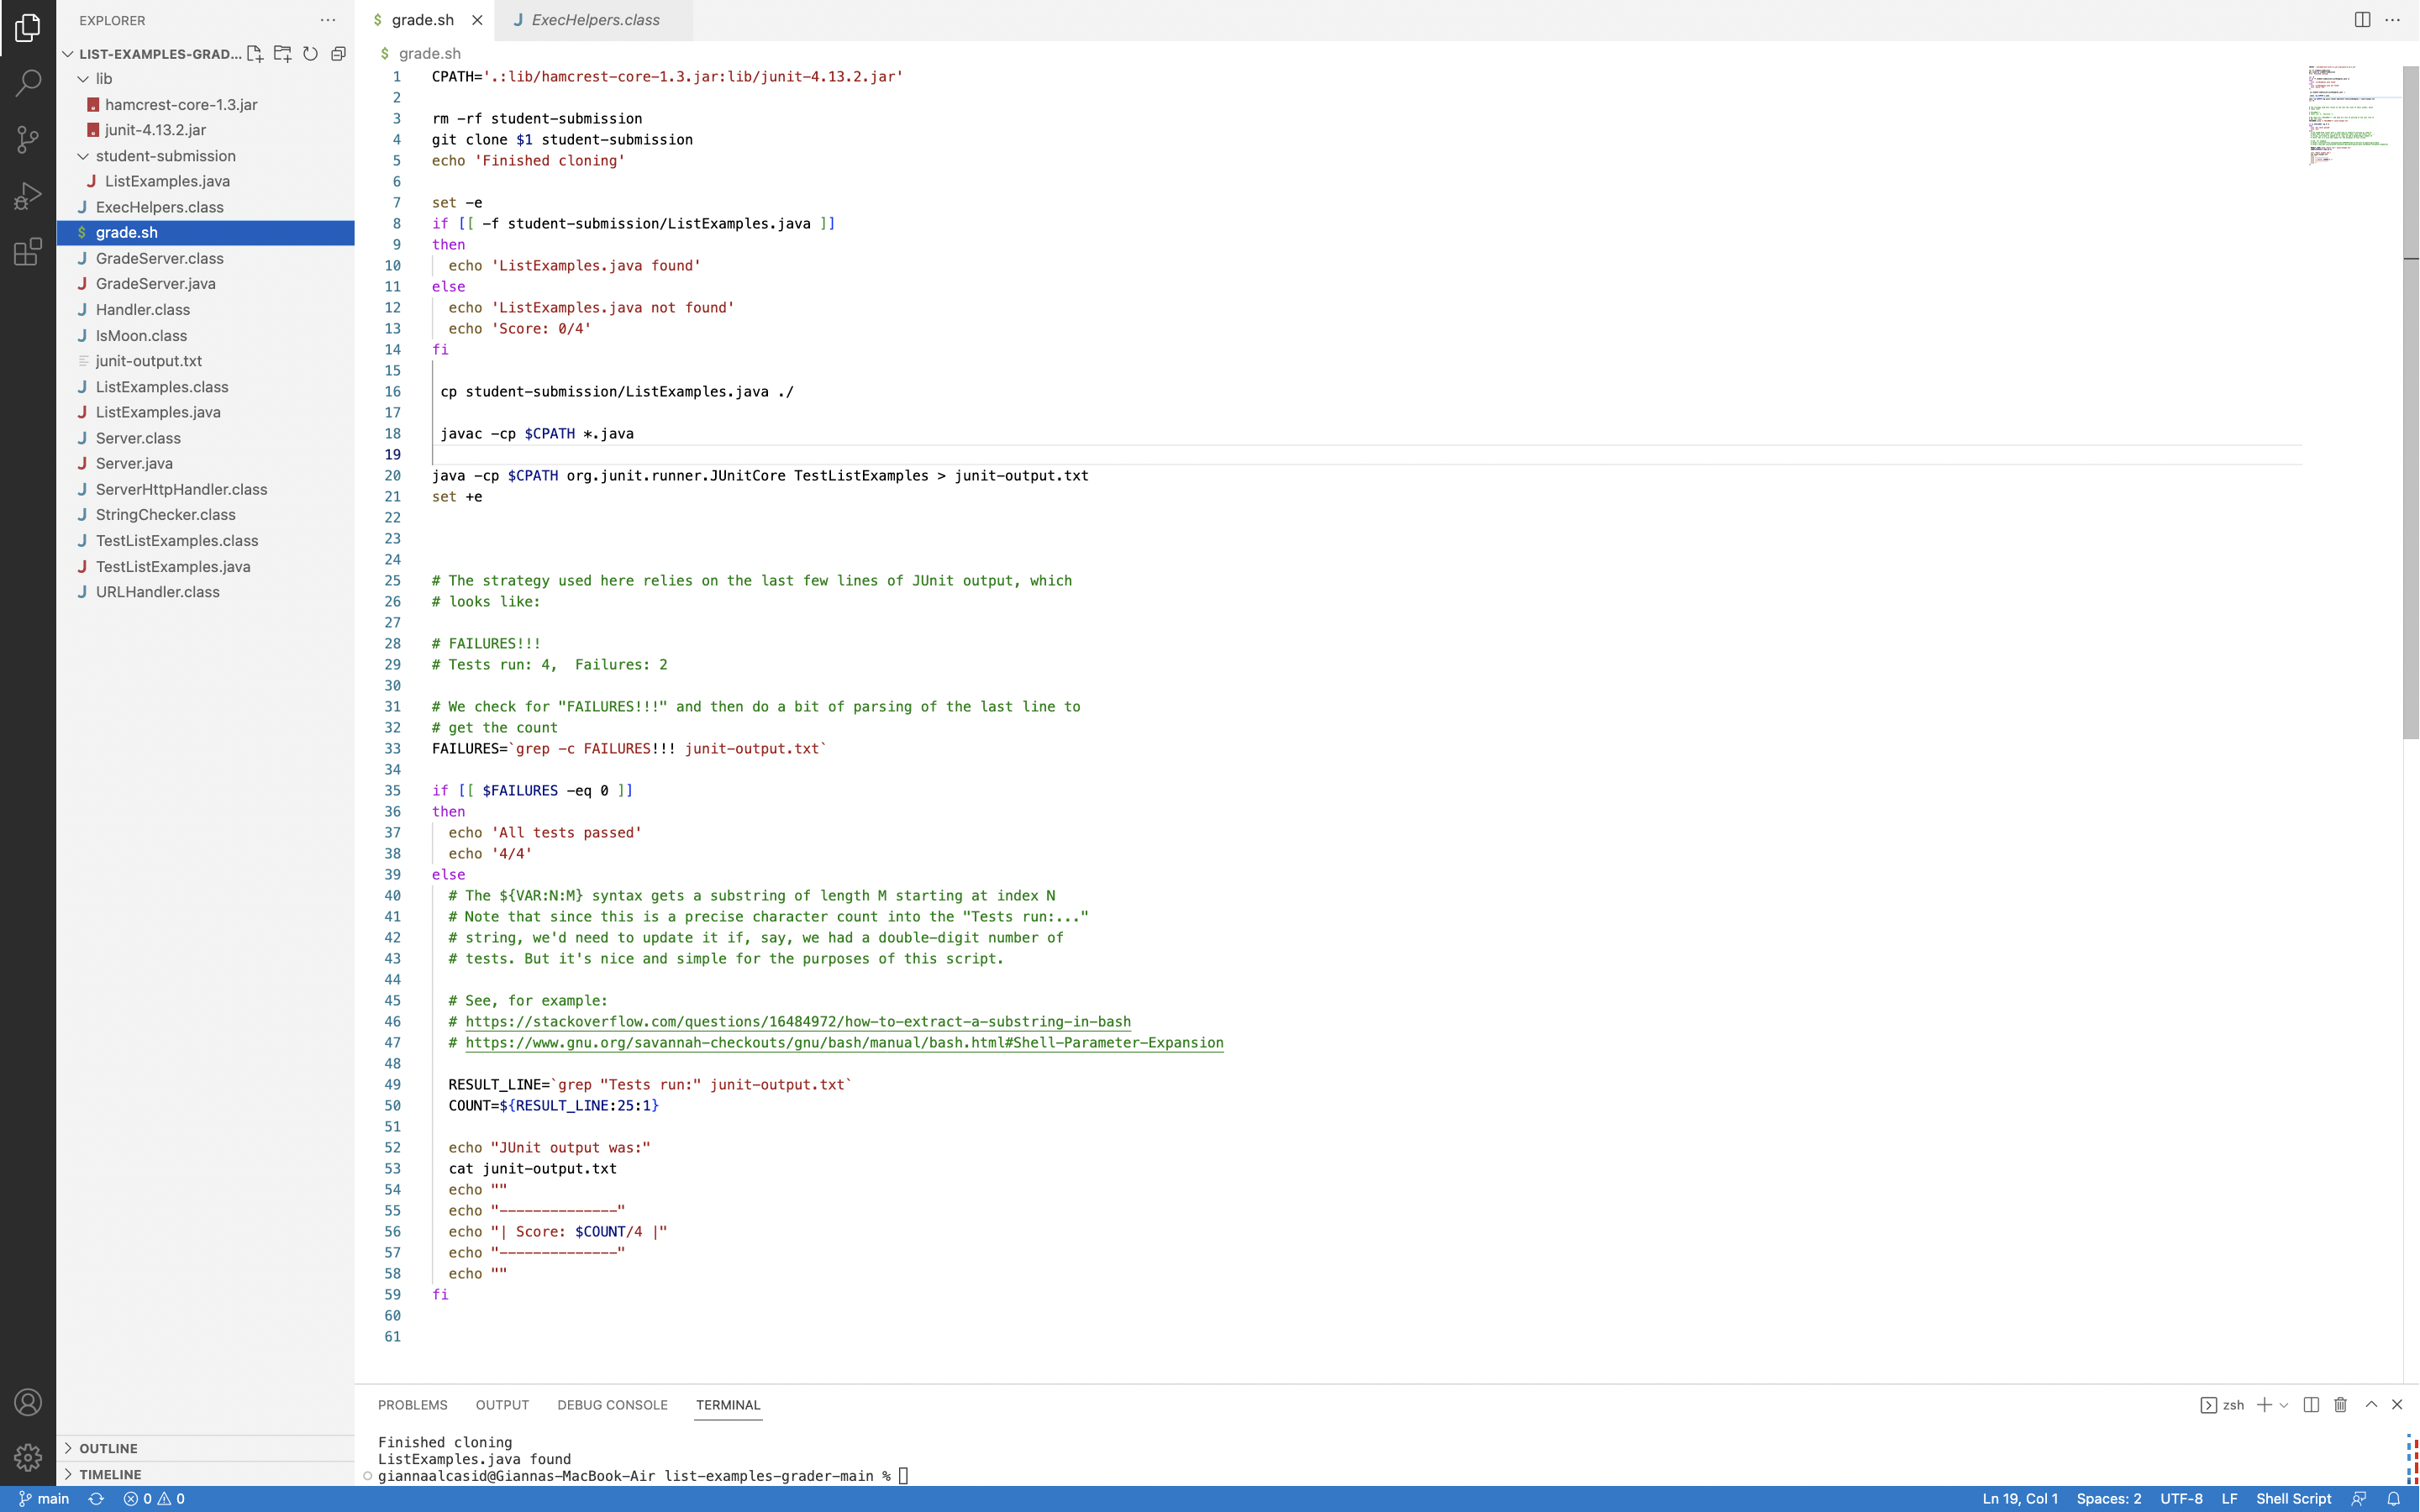 EXPLORER
LIST-EXAMPLES-GRAD...
lib
hamcrest-core-1.3.jar
junit-4.13.2.jar
student-submission
J ListExamples.java
J ExecHelpers.class
$ grade.sh
J GradeServer.class
J GradeServer.java
J Handler.class
J IsMoon.class
junit-output.txt
J ListExamples.class
J ListExamples.java
J Server.class
J Server.java
J ServerHttpHandler.class
J StringChecker.class
J TestListExamples.class
J TestListExamples.java
J URLHandler.class
OUTLINE
TIMELINE
$ grade.sh
J ExecHelpers.class
$ grade.sh
1 CPATH='.:lib/hamcrest-core-1.3.jar:lib/junit-4.13.2.jar'
2
3 rm -rf student-submission
4 git clone $1 student-submission
5 echo 'Finished cloning'
6
7 set -e
8 if [[ -f student-submission/ListExamples.java ]]
9 then
10   echo 'ListExamples.java found'
11 else
12   echo 'ListExamples.java not found'
13   echo 'Score: 0/4'
14 fi
15
16  cp student-submission/ListExamples.java ./
17
18  javac -cp $CPATH *.java
19
20 java -cp $CPATH org.junit.runner.JUnitCore TestListExamples > junit-output.txt
21 set +e
22
23
24
25 # The strategy used here relies on the last few lines of JUnit output, which
26 # looks like:
27
28 # FAILURES!!!
29 # Tests run: 4,  Failures: 2
30
31 # We check for "FAILURES!!!" and then do a bit of parsing of the last line to
32 # get the count
33 FAILURES=`grep -c FAILURES!!! junit-output.txt`
34
35 if [[ $FAILURES -eq 0 ]]
36 then
37   echo 'All tests passed'
38   echo '4/4'
39 else
40   # The ${VAR:N:M} syntax gets a substring of length M starting at index N
41   # Note that since this is a precise character count into the "Tests run:..."
42   # string, we'd need to update it if, say, we had a double-digit number of
43   # tests. But it's nice and simple for the purposes of this script.
44
45   # See, for example:
46   # https://stackoverflow.com/questions/16484972/how-to-extract-a-substring-in-bash
47   # https://www.gnu.org/savannah-checkouts/gnu/bash/manual/bash.html#Shell-Parameter-Expansion
48
49   RESULT_LINE=`grep "Tests run:" junit-output.txt`
50   COUNT=${RESULT_LINE:25:1}
51
52   echo "JUnit output was:"
53   cat junit-output.txt
54   echo ""
55   echo "--------------"
56   echo "| Score: $COUNT/4 |"
57   echo "--------------"
58   echo ""
59 fi
60
61
PROBLEMS OUTPUT DEBUG CONSOLE TERMINAL
zsh
Finished cloning
ListExamples.java found
giannaalcasid@Giannas-MacBook-Air list-examples-grader-main %
main 0 0
Ln 19, Col 1 Spaces: 2 UTF-8 LF Shell Script